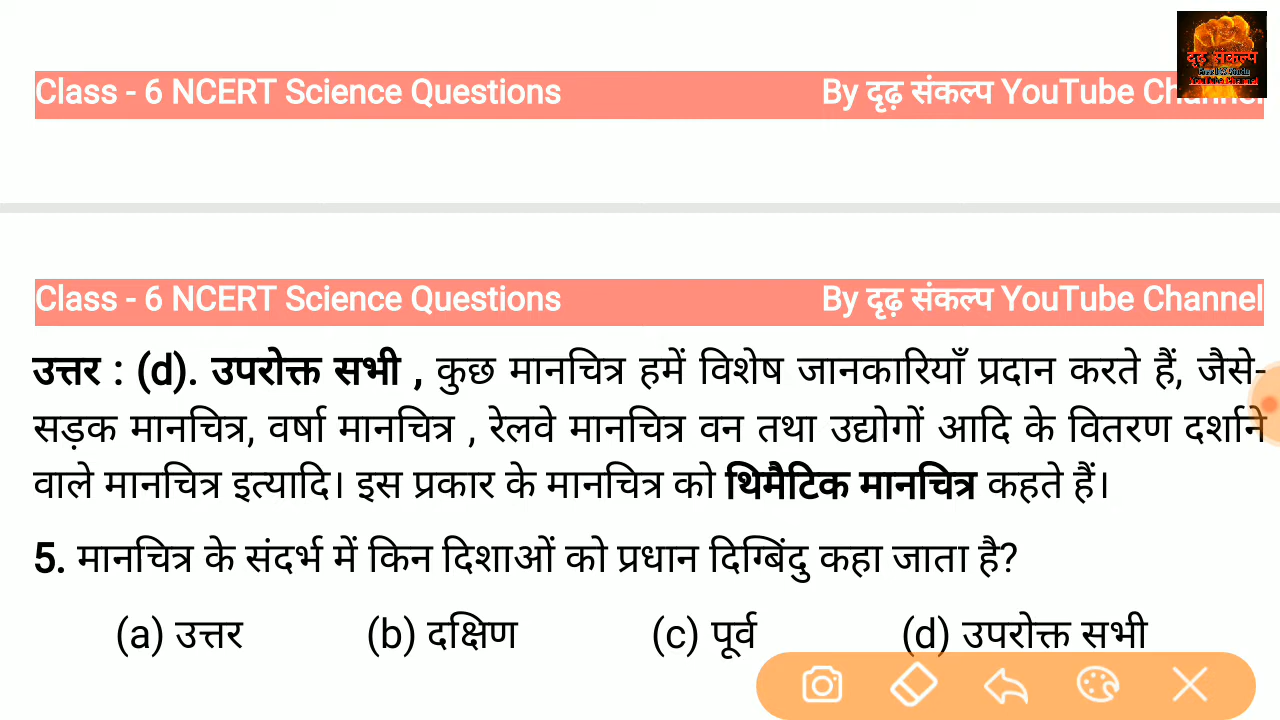 दृढ़ संकल्प
Class - 6 NCERT Science Questions By दृढ़ संकल्प YouTube Channel
Class - 6 NCERT Science Questions By दृढ़ संकल्प YouTube Channel
उत्तर : (d). उपरोक्त सभी , कुछ मानचित्र हमें विशेष जानकारियाँ प्रदान करते हैं, जैसे-
सड़क मानचित्र, वर्षा मानचित्र , रेलवे मानचित्र वन तथा उद्योगों आदि के वितरण दर्शाने
वाले मानचित्र इत्यादि। इस प्रकार के मानचित्र को थिमैटिक मानचित्र कहते हैं।
5. मानचित्र के संदर्भ में किन दिशाओं को प्रधान दिग्बिंदु कहा जाता है?
(a) उत्तर (b) दक्षिण (c) पूर्व (d) उपरोक्त सभी